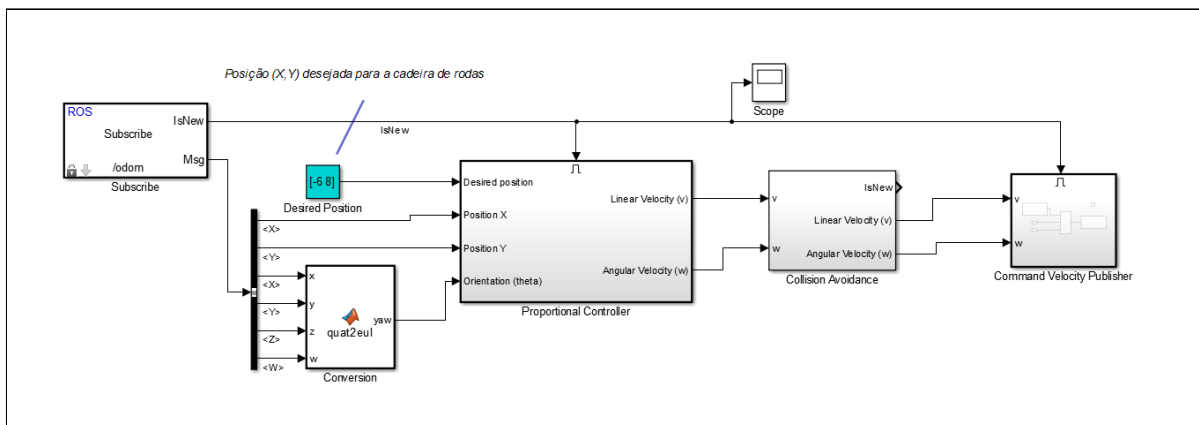 Posição (X,Y) desejada para a cadeira de rodas
Scope
ROS
IsNew
Subscribe
Msg
/odom
Subscribe
IsNew
[-6 8]
Desired Position
Desired position
Position X
Position Y
Orientation (theta)
Linear Velocity (v)
Angular Velocity (w)
Proportional Controller
IsNew
v
Linear Velocity (v)
w
Angular Velocity (w)
Collision Avoidance
v
w
Command Velocity Publisher
<X>
<Y>
<X>
<Y>
<Z>
<W>
x
y
z
w
yaw
quat2eul
Conversion